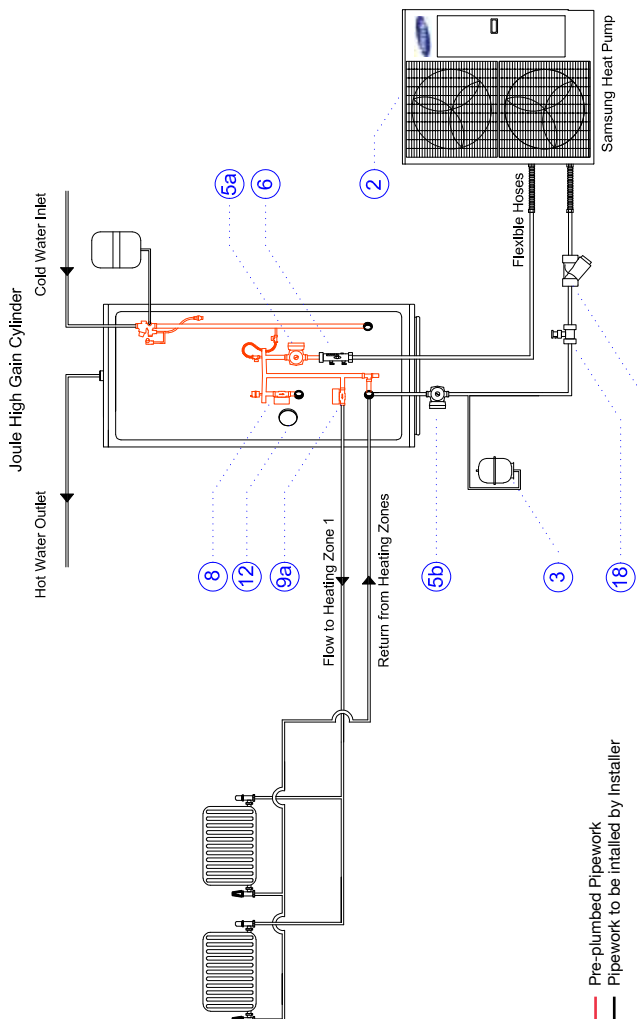 Joule High Gain Cylinder
Hot Water Outlet
Cold Water Inlet
5a
6
2
Samsung Heat Pump
Flexible Hoses
8
12
9a
Flow to Heating Zone 1
Return from Heating Zones
5b
3
18
Pre-plumbed Pipework
Pipework to be intalled by Installer